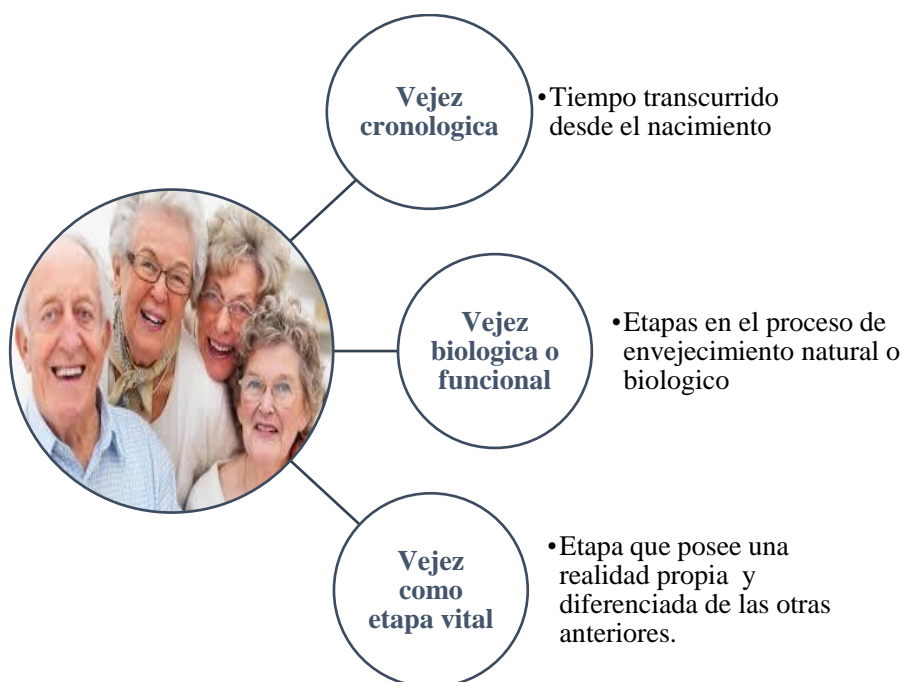 Vejez
cronologica
•Tiempo transcurrido
desde el nacimiento
Vejez
biologica o
funcional
•Etapas en el proceso de
envejecimiento natural o
biologico
Vejez
como
etapa vital
•Etapa que posee una
realidad propia y
diferenciada de las otras
anteriores.